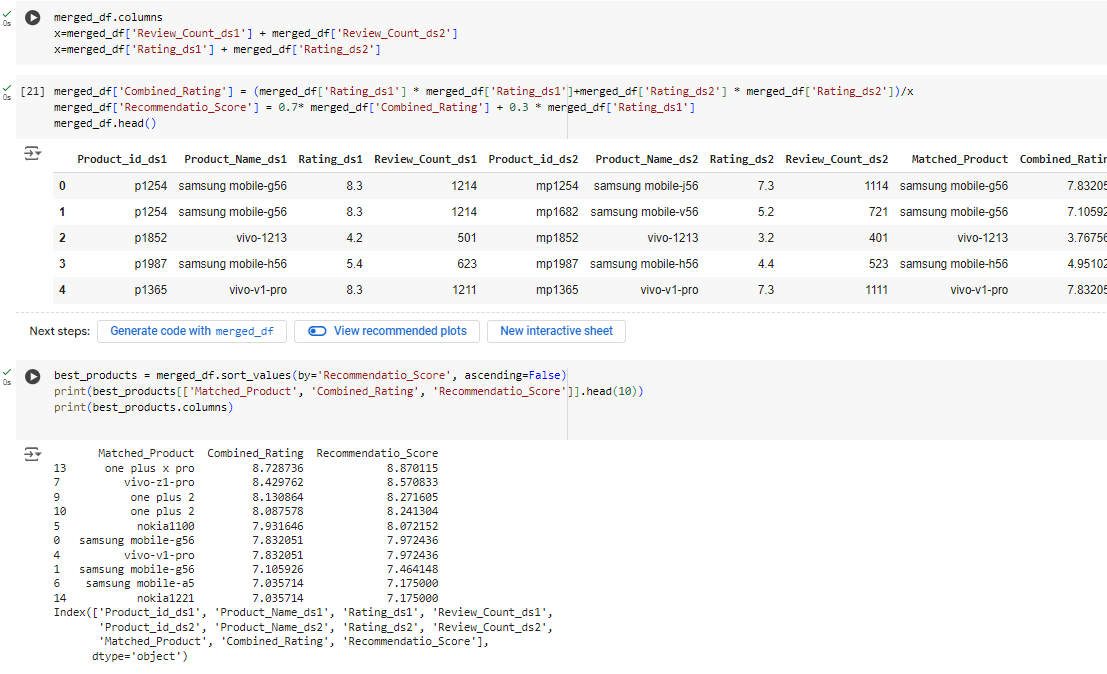 0s
merged_df.columns
x=merged_df['Review_Count_ds1'] + merged_df['Review_Count_ds2']
x=merged_df['Rating_ds1'] + merged_df['Rating_ds2']
0s
[21] merged_df['Combined_Rating'] = (merged_df['Rating_ds1'] * merged_df['Rating_ds1']+merged_df['Rating_ds2'] * merged_df['Rating_ds2'])/x
merged_df['Recommendatio_Score'] = 0.7* merged_df['Combined_Rating'] + 0.3 * merged_df['Rating_ds1']
merged_df.head()
Product_id_ds1 Product_Name_ds1 Rating_ds1 Review_Count_ds1 Product_id_ds2 Product_Name_ds2 Rating_ds2 Review_Count_ds2 Matched_Product Combined_Ratin
0 p1254 samsung mobile-g56 8.3 1214 mp1254 samsung mobile-j56 7.3 1114 samsung mobile-g56 7.83205
1 p1254 samsung mobile-g56 8.3 1214 mp1682 samsung mobile-v56 5.2 721 samsung mobile-g56 7.10592
2 p1852 vivo-1213 4.2 501 mp1852 vivo-1213 3.2 401 vivo-1213 3.76756
3 p1987 samsung mobile-h56 5.4 623 mp1987 samsung mobile-h56 4.4 523 samsung mobile-h56 4.95102
4 p1365 vivo-v1-pro 8.3 1211 mp1365 vivo-v1-pro 7.3 1111 vivo-v1-pro 7.83205
Next steps: Generate code with merged_df View recommended plots New interactive sheet
0s
best_products = merged_df.sort_values(by='Recommendatio_Score', ascending=False)
print(best_products[['Matched_Product', 'Combined_Rating', 'Recommendatio_Score']].head(10))
print(best_products.columns)
Matched_Product Combined_Rating Recommendatio_Score
13 one plus x pro 8.728736 8.870115
7 vivo-z1-pro 8.429762 8.570833
9 one plus 2 8.130864 8.271605
10 one plus 2 8.087578 8.241304
5 nokia1100 7.931646 8.072152
0 samsung mobile-g56 7.832051 7.972436
4 vivo-v1-pro 7.832051 7.972436
1 samsung mobile-g56 7.105926 7.464148
6 samsung mobile-a5 7.035714 7.175000
14 nokia1221 7.035714 7.175000
Index(['Product_id_ds1', 'Product_Name_ds1', 'Rating_ds1', 'Review_Count_ds1',
'Product_id_ds2', 'Product_Name_ds2', 'Rating_ds2', 'Review_Count_ds2',
'Matched_Product', 'Combined_Rating', 'Recommendatio_Score'],
dtype='object')